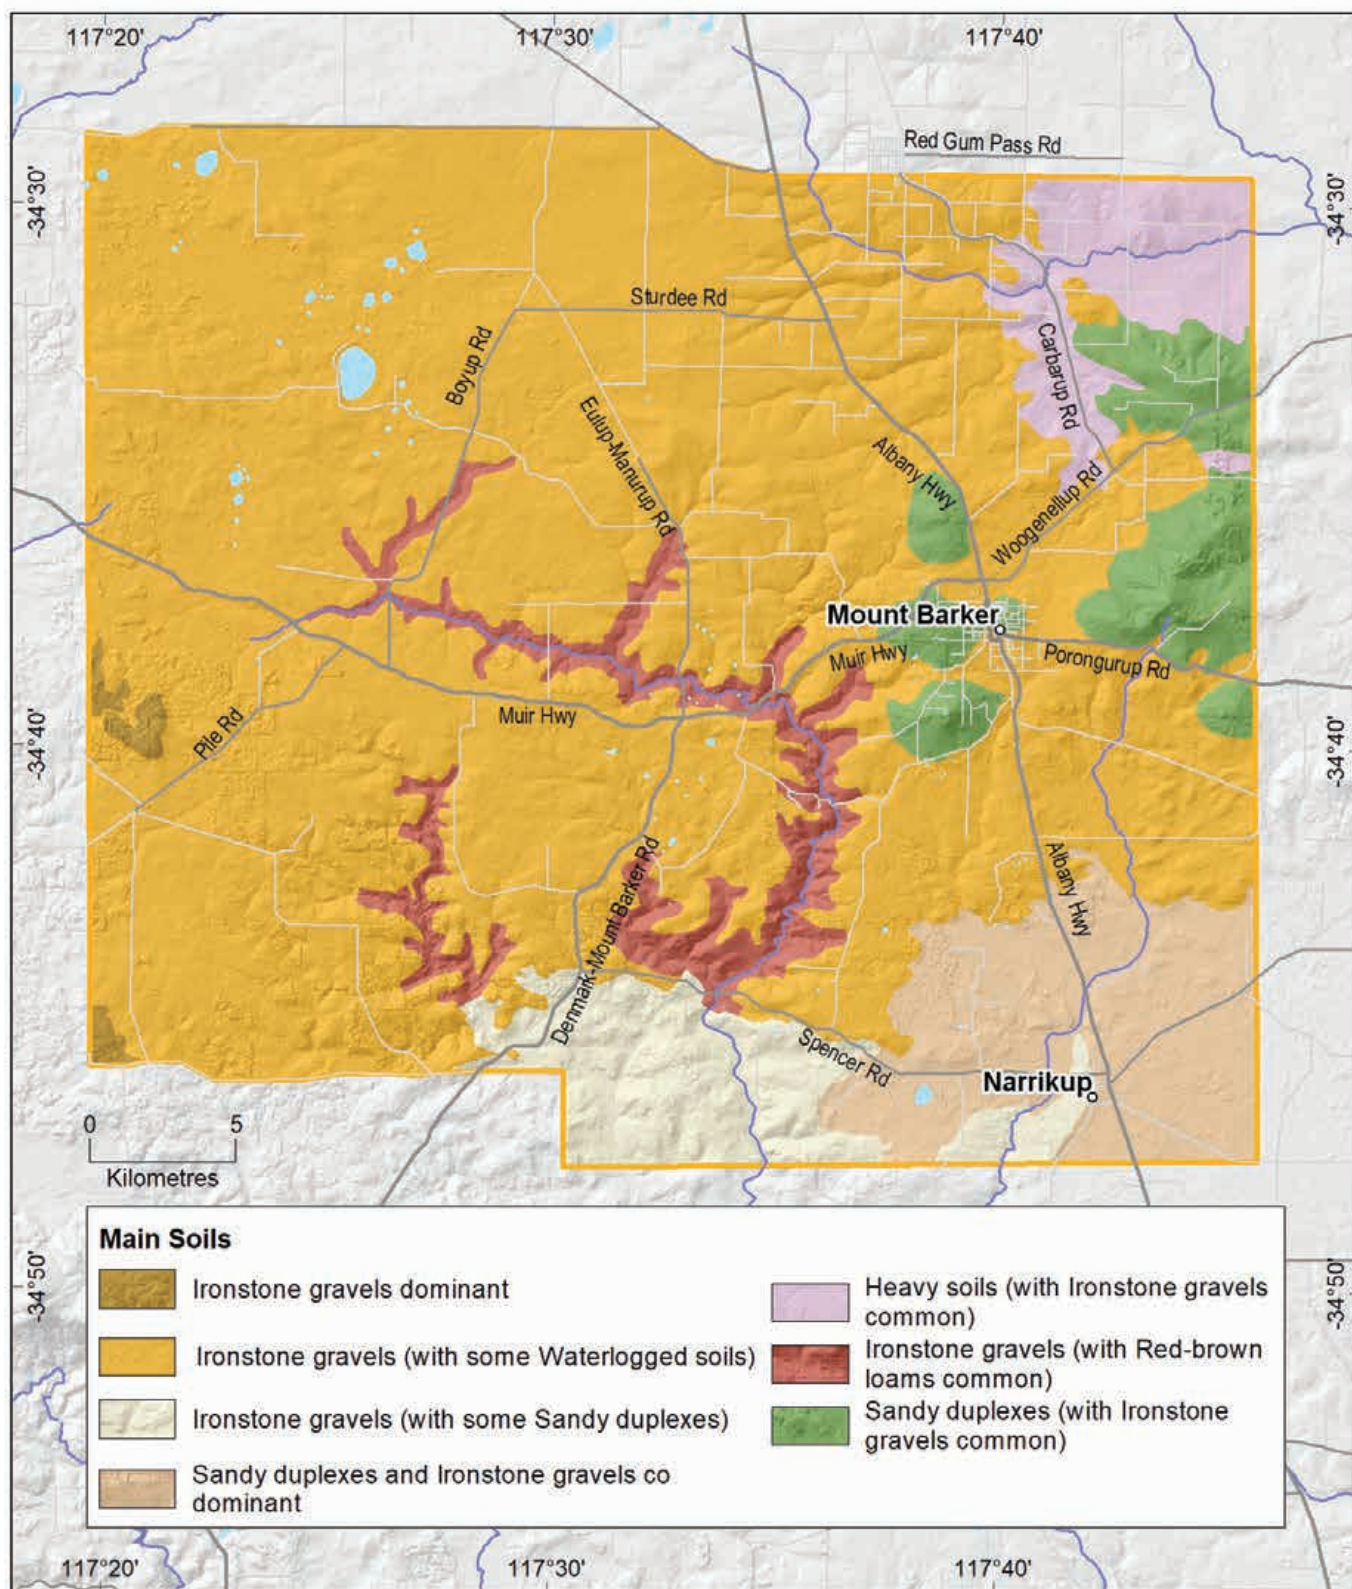 117°20'
117°30'
117°40'
Red Gum Pass Rd
-34°30'
-34°30'
Sturdee Rd
Boyup Rd
Carbarup Rd
Eulup-Manurup Rd
Albany Hwy
Woogenellup Rd
Mount Barker
Muir Hwy
Porongurup Rd
Pile Rd
Muir Hwy
-34°40'
-34°40'
Denmark-Mount Barker Rd
Albany Hwy
Spencer Rd
Narrikup
0 5
Kilometres
Main Soils
Ironstone gravels dominant
Ironstone gravels (with some Waterlogged soils)
Ironstone gravels (with some Sandy duplexes)
Sandy duplexes and Ironstone gravels co
dominant
Heavy soils (with Ironstone gravels
common)
Ironstone gravels (with Red-brown
loams common)
Sandy duplexes (with Ironstone
gravels common)
-34°50'
-34°50'
117°20'
117°30'
117°40'